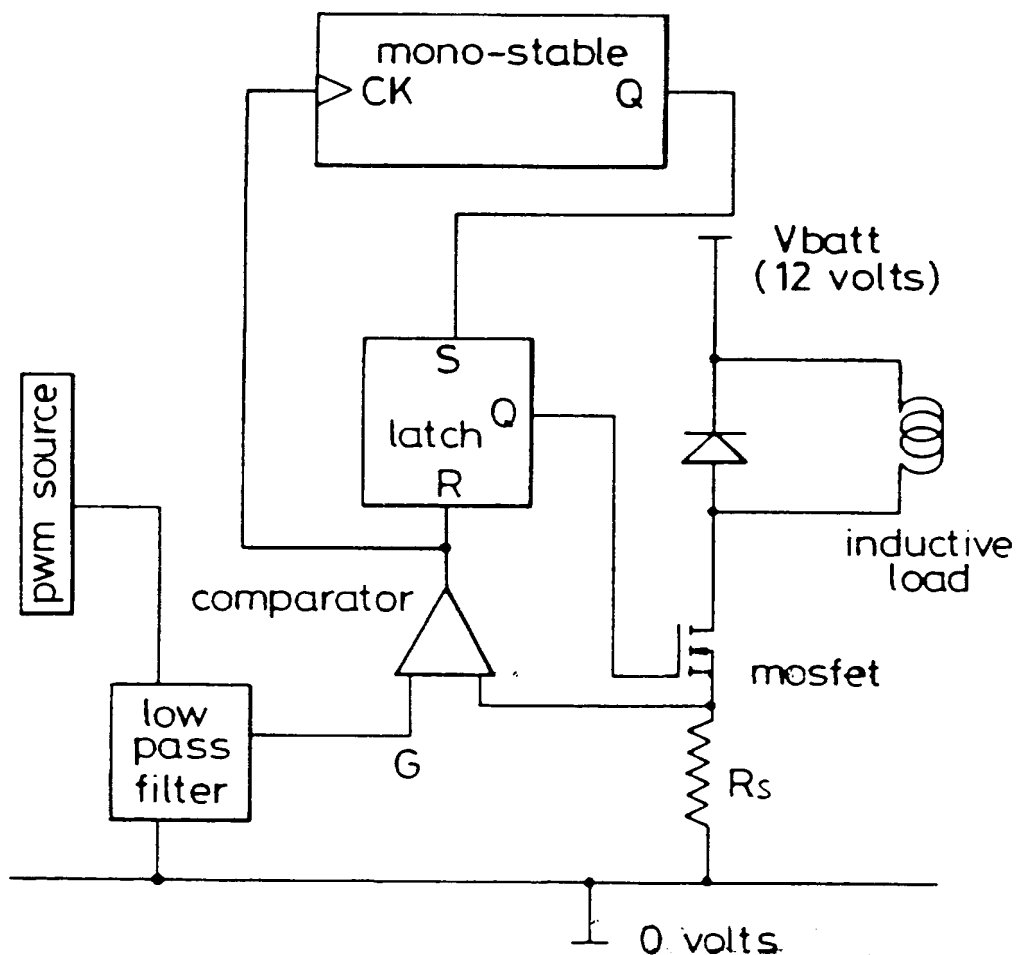 mono-stable
CK
Q
Vbatt
(12 volts)
S
Q
latch
R
pwm source
inductive
load
comparator
mosfet
low
pass
filter
G
Rs
0 volts